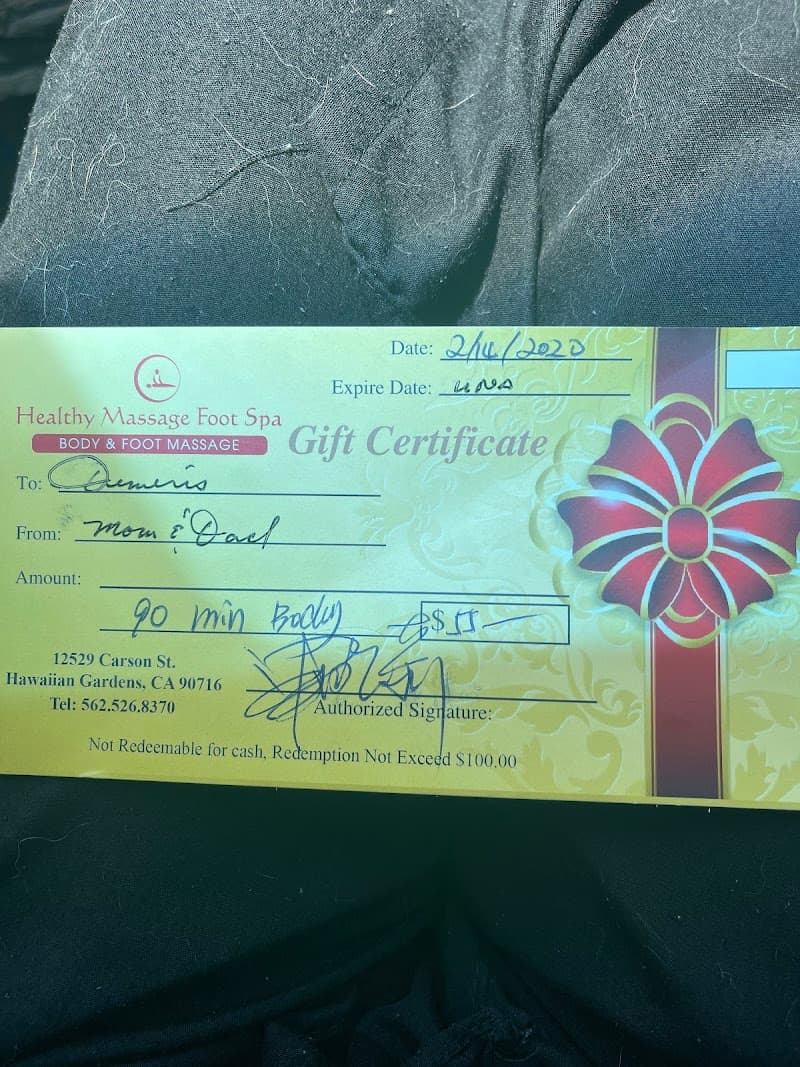 Date: 2/14/2020
Expire Date:
Healthy Massage Foot Spa
BODY & FOOT MASSAGE
Gift Certificate
To:
From: Mom & Dad
Amount:
90 min Body $55
12529 Carson St.
Hawaiian Gardens, CA 90716
Tel: 562.526.8370
Authorized Signature:
Not Redeemable for cash, Redemption Not Exceed $100.00